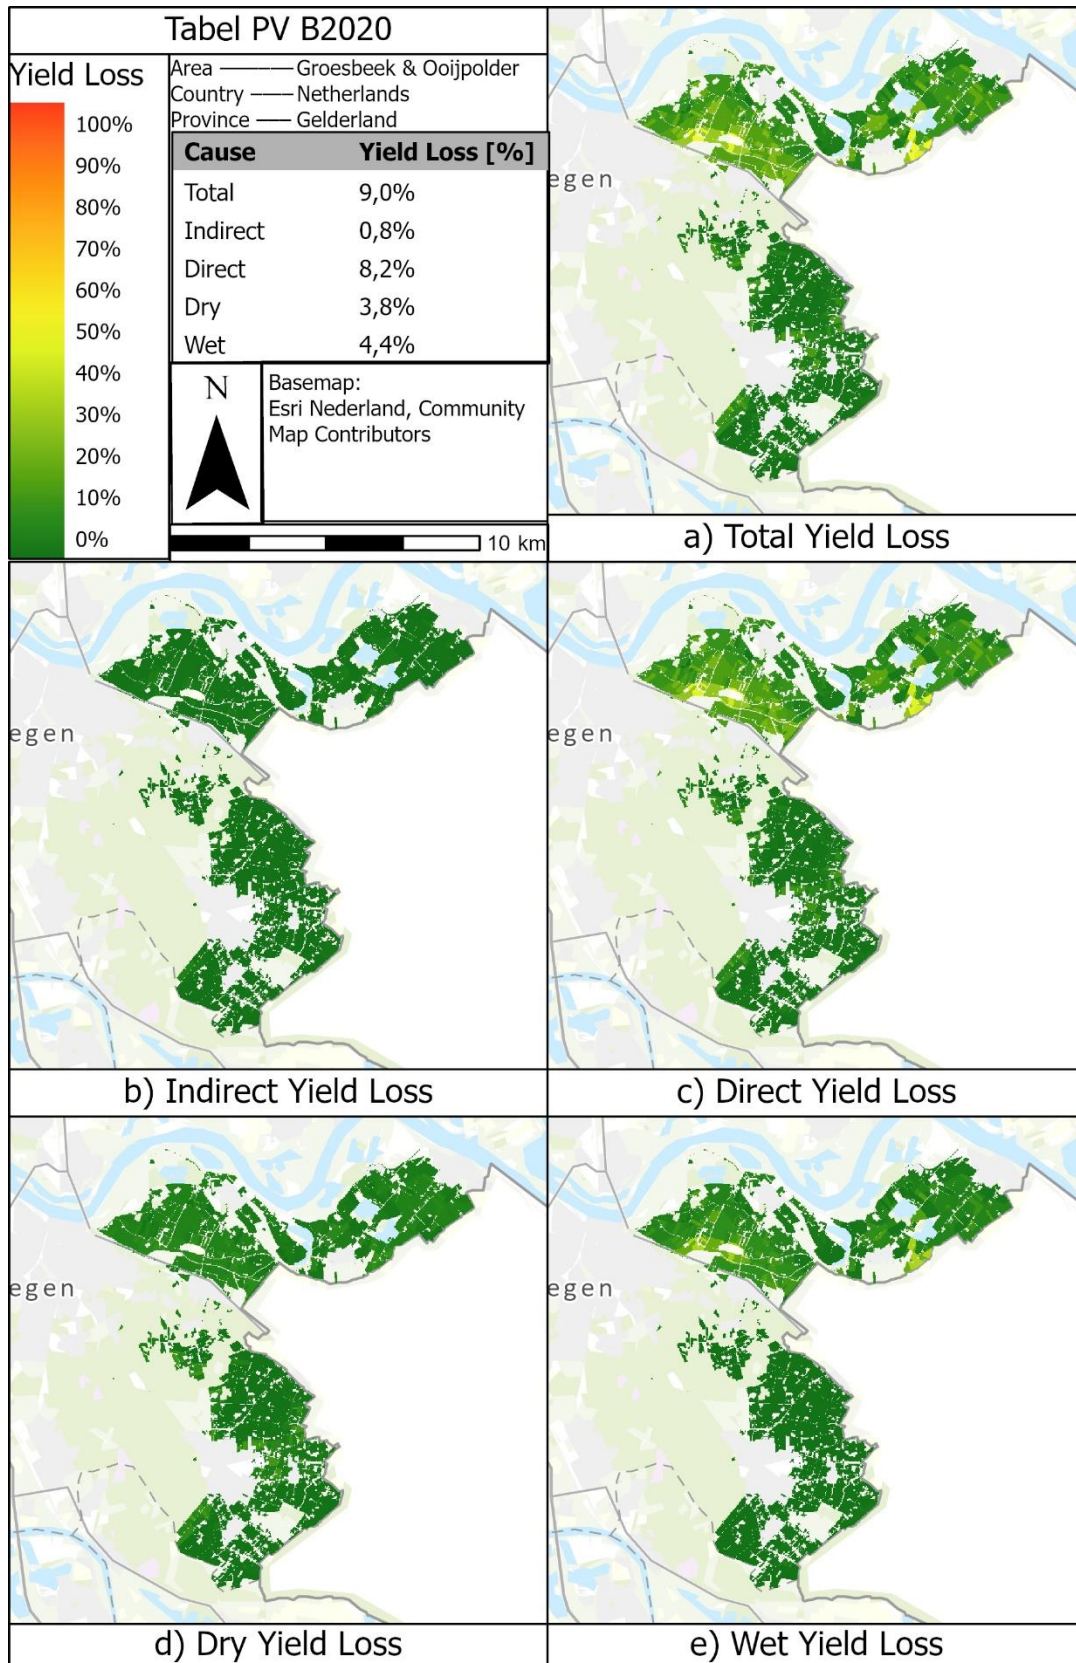 Tabel PV B2020
Yield Loss
100%
90%
80%
70%
60%
50%
40%
30%
20%
10%
0%
Area ——— Groesbeek & Ooijpolder
Country —— Netherlands
Province —— Gelderland
Cause Yield Loss [%]
Total 9,0%
Indirect 0,8%
Direct 8,2%
Dry 3,8%
Wet 4,4%
N
Basemap:
Esri Nederland, Community
Map Contributors
10 km
egen
a) Total Yield Loss
egen
b) Indirect Yield Loss
egen
c) Direct Yield Loss
egen
d) Dry Yield Loss
egen
e) Wet Yield Loss